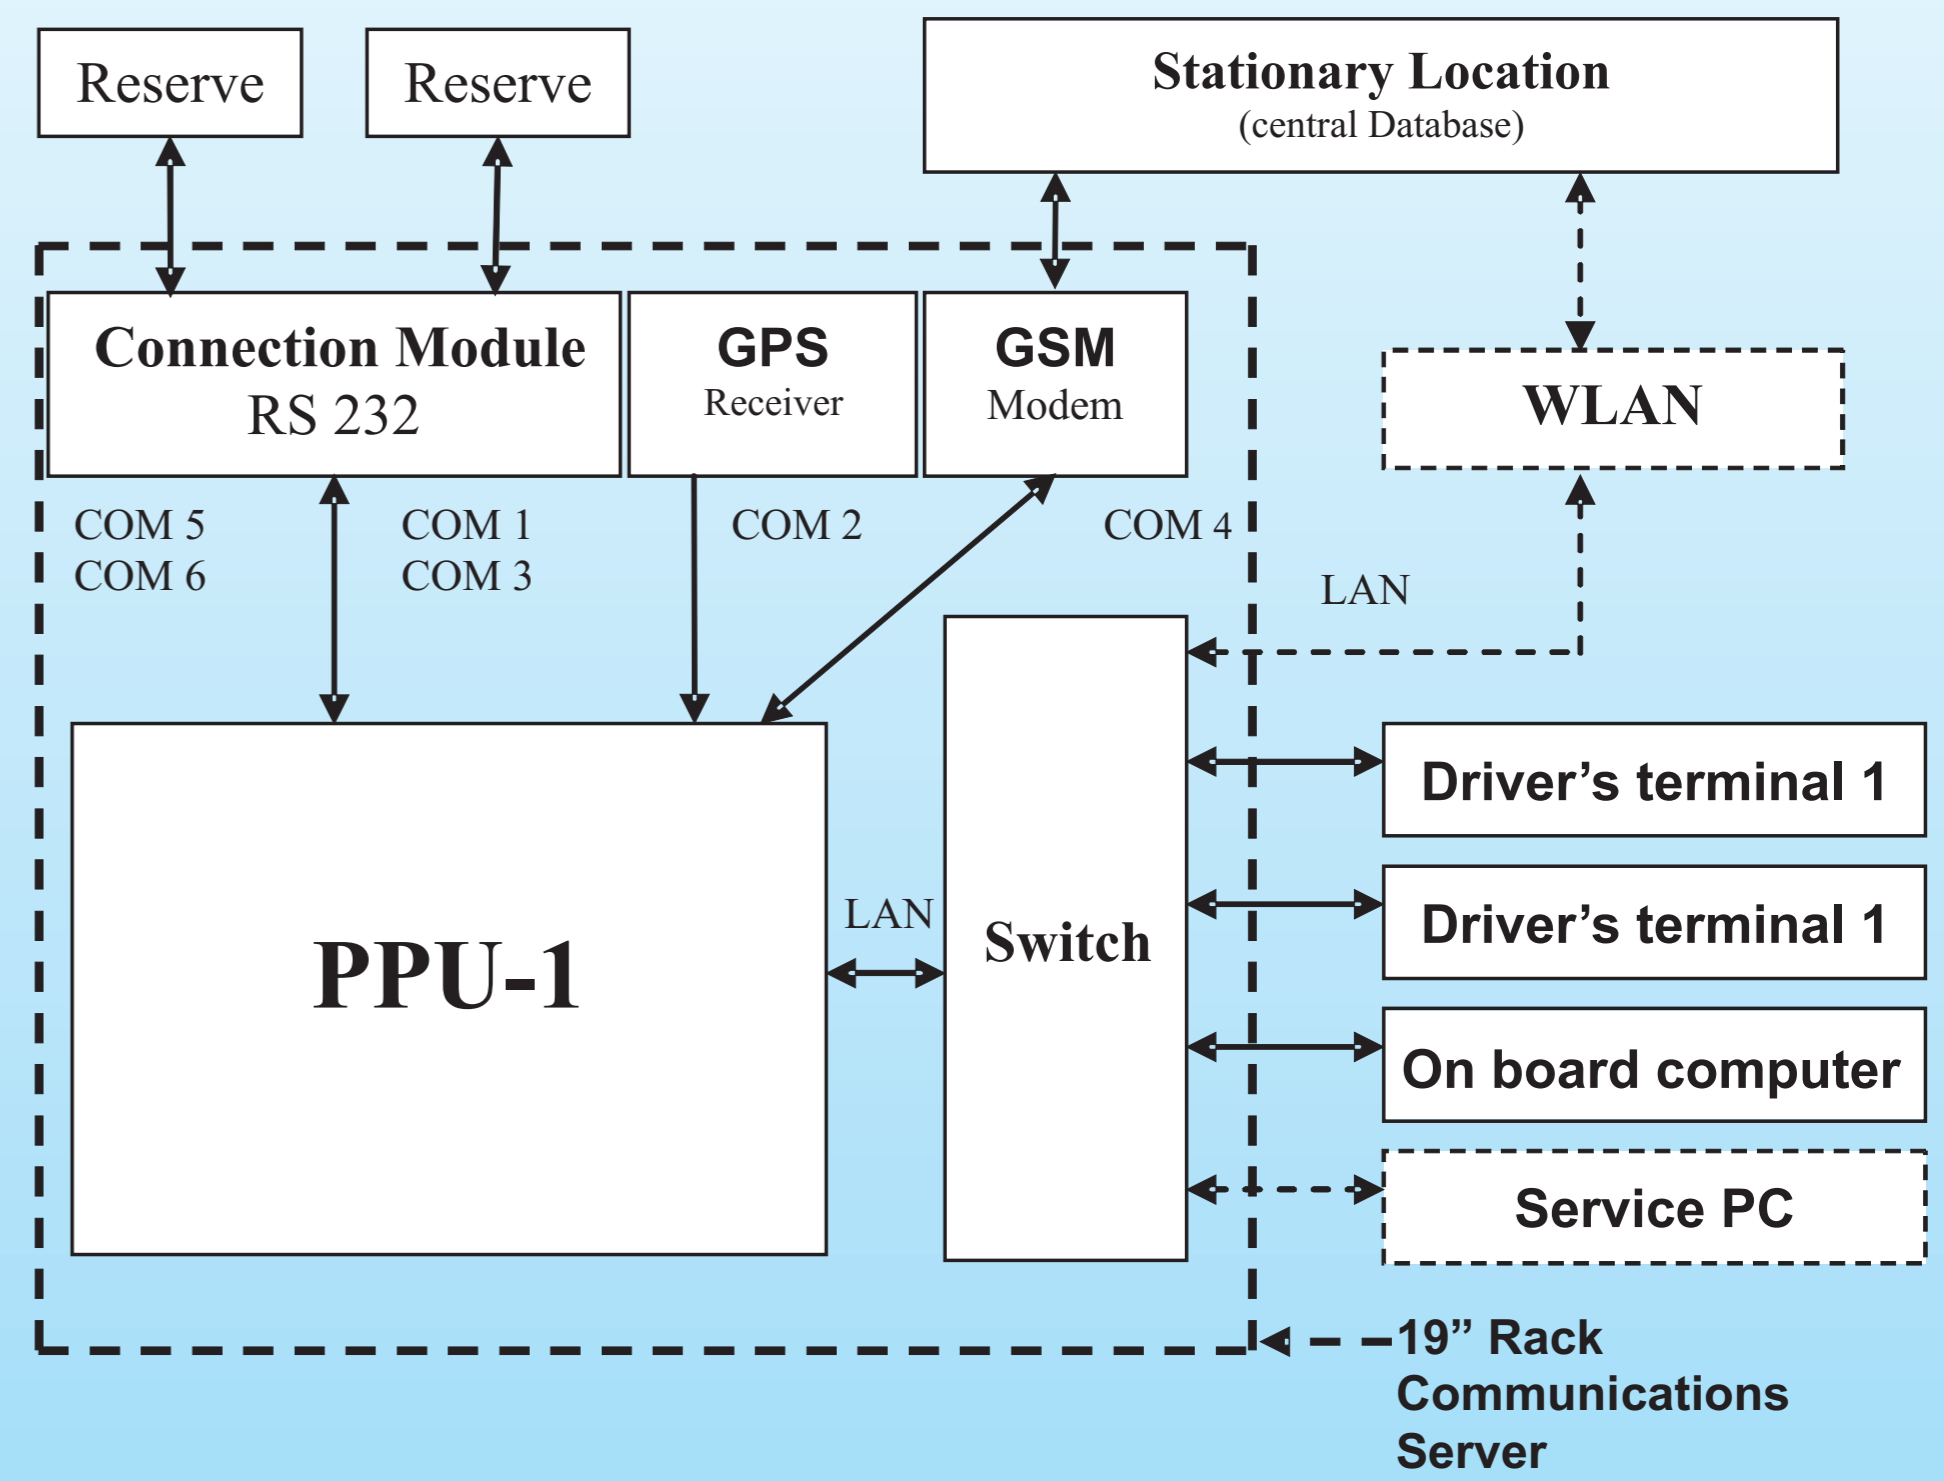 Reserve
Reserve
Stationary Location
(central Database)
Connection Module
RS 232
GPS
Receiver
GSM
Modem
WLAN
COM 5
COM 6
COM 1
COM 3
COM 2
COM 4
LAN
PPU-1
LAN
Switch
Driver’s terminal 1
Driver’s terminal 1
On board computer
Service PC
19” Rack
Communications
Server